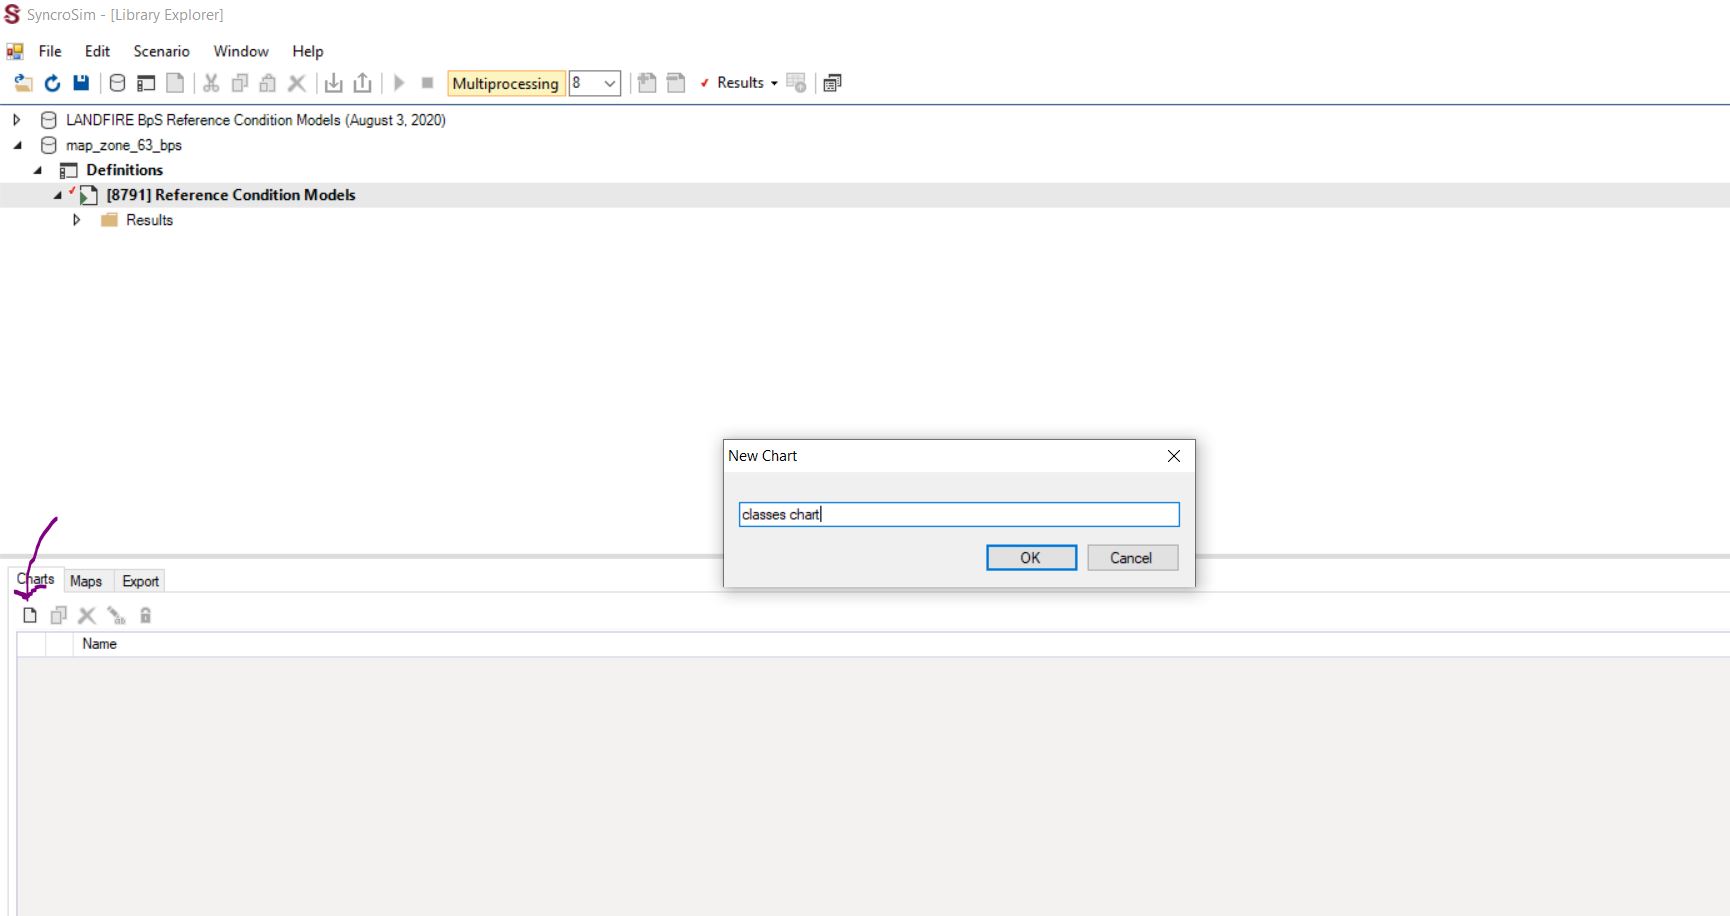 SyncroSim - [Library Explorer]
File Edit Scenario Window Help
Multiprocessing 8 Results
LANDFIRE BpS Reference Condition Models (August 3, 2020)
map_zone_63_bps
Definitions
[8791] Reference Condition Models
Results
New Chart
classes chart
OK Cancel
Charts Maps Export
Name